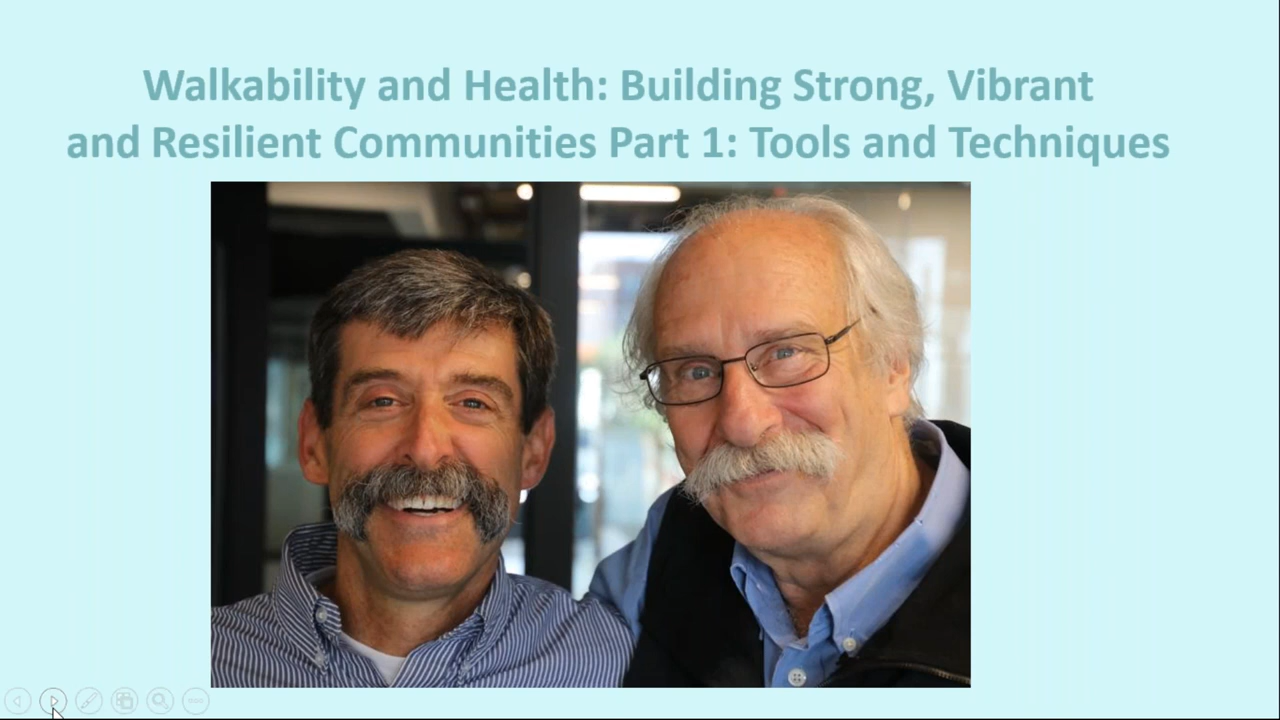 Walkability and Health: Building Strong, Vibrant
and Resilient Communities Part 1: Tools and Techniques